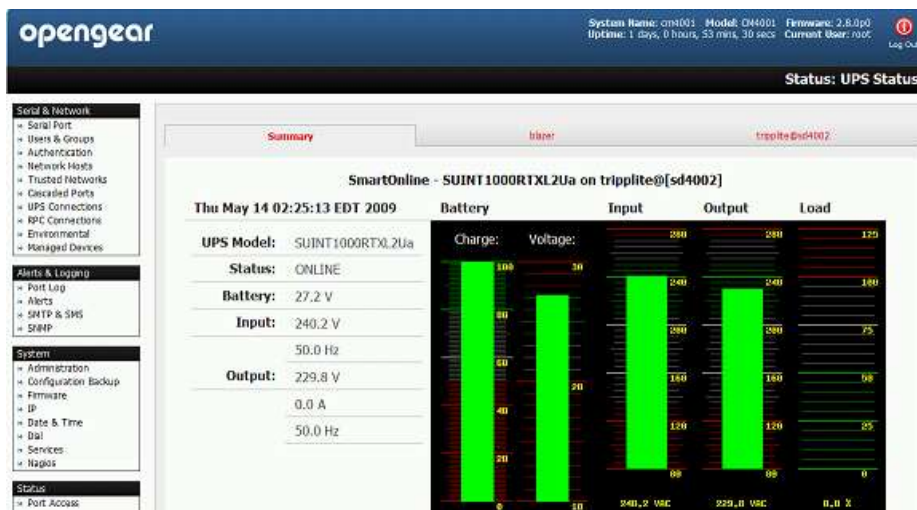 opengear
System Name: cm4001 Model: CM4001 Firmware: 2.8.0p0
Uptime: 1 days, 0 hours, 53 mins, 30 secs Current User: root
Log Out
Status: UPS Status
Serial & Network
Serial Port
Users & Groups
Authentication
Network Hosts
Trusted Networks
Cascaded Ports
UPS Connections
RPC Connections
Environmental
Managed Devices
Alerts & Logging
Port Log
Alerts
SMTP & SMS
SNMP
System
Administration
Configuration Backup
Firmware
IP
Date & Time
Dial
Services
Nagios
Status
Port Access
Summary
blazer
tripplite@sd4002
SmartOnline - SUINT1000RTXL2Ua on tripplite@[sd4002]
Thu May 14 02:25:13 EDT 2009
UPS Model: SUINT1000RTXL2Ua
Status: ONLINE
Battery: 27.2 V
Input: 240.2 V
50.0 Hz
Output: 229.8 V
0.0 A
50.0 Hz
Battery Input Output Load
Charge: Voltage:
100
80
60
40
20
0
30
20
10
280
240
200
160
120
80
240.2 VAC
280
240
200
160
120
80
229.8 VAC
125
100
75
50
25
0
0.0 %